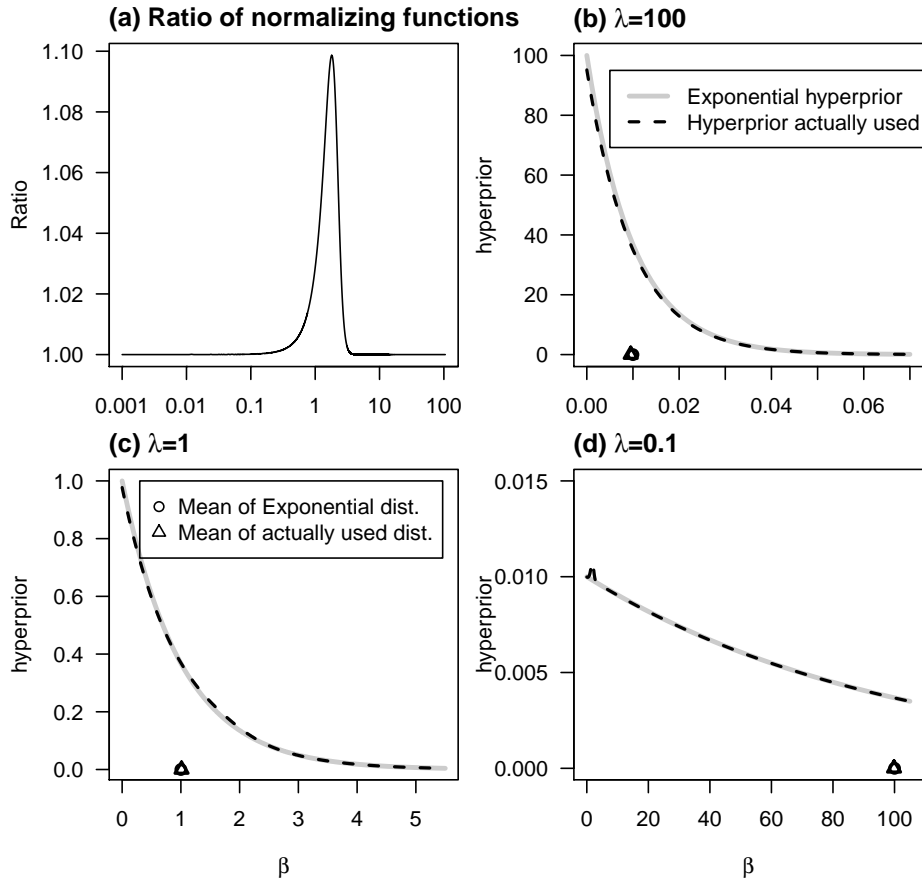 (a) Ratio of normalizing functions
Ratio
1.10
1.08
1.06
1.04
1.02
1.00
0.001 0.01 0.1 1 10 100
(b) λ=100
hyperprior
100
80
60
40
20
0
Exponential hyperprior
Hyperprior actually used
0.00 0.02 0.04 0.06
(c) λ=1
hyperprior
1.0
0.8
0.6
0.4
0.2
0.0
Mean of Exponential dist.
Mean of actually used dist.
0 1 2 3 4 5
β
(d) λ=0.1
hyperprior
0.015
0.010
0.005
0.000
0 20 40 60 80 100
β